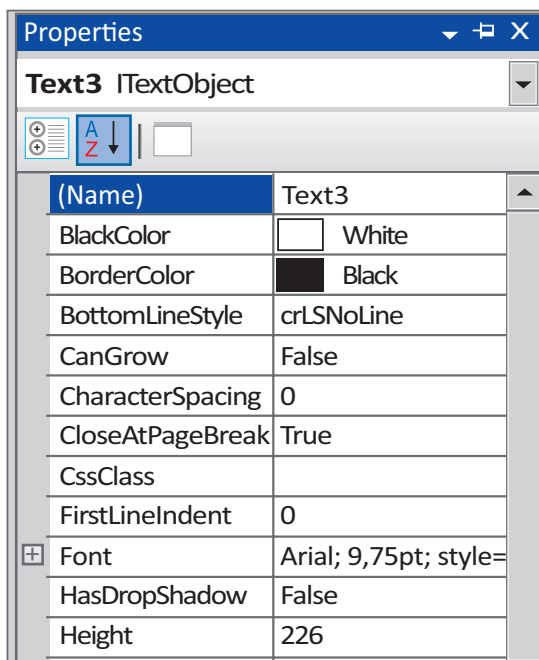 Properties
Text3 ITextObject
A
Z
(Name) Text3
BlackColor White
BorderColor Black
BottomLineStyle crLSNoLine
CanGrow False
CharacterSpacing 0
CloseAtPageBreak True
CssClass
FirstLineIndent 0
Font Arial; 9,75pt; style=
HasDropShadow False
Height 226